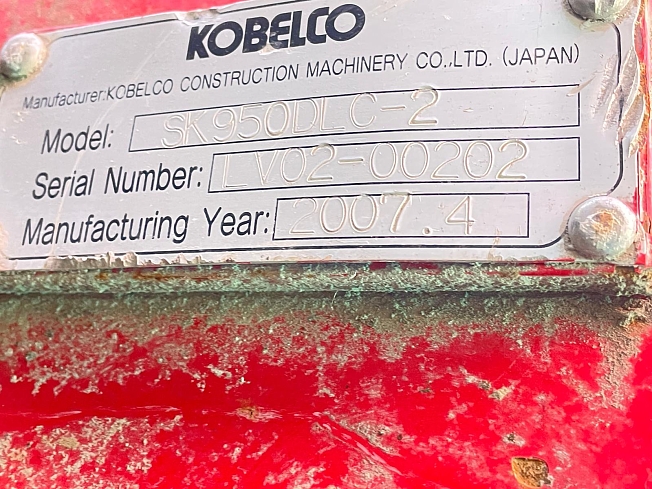 KOBELCO
Manufacturer:KOBELCO CONSTRUCTION MACHINERY CO.,LTD. (JAPAN)
Model: SK950DLC-2
Serial Number: LV02-00202
Manufacturing Year: 2007.4